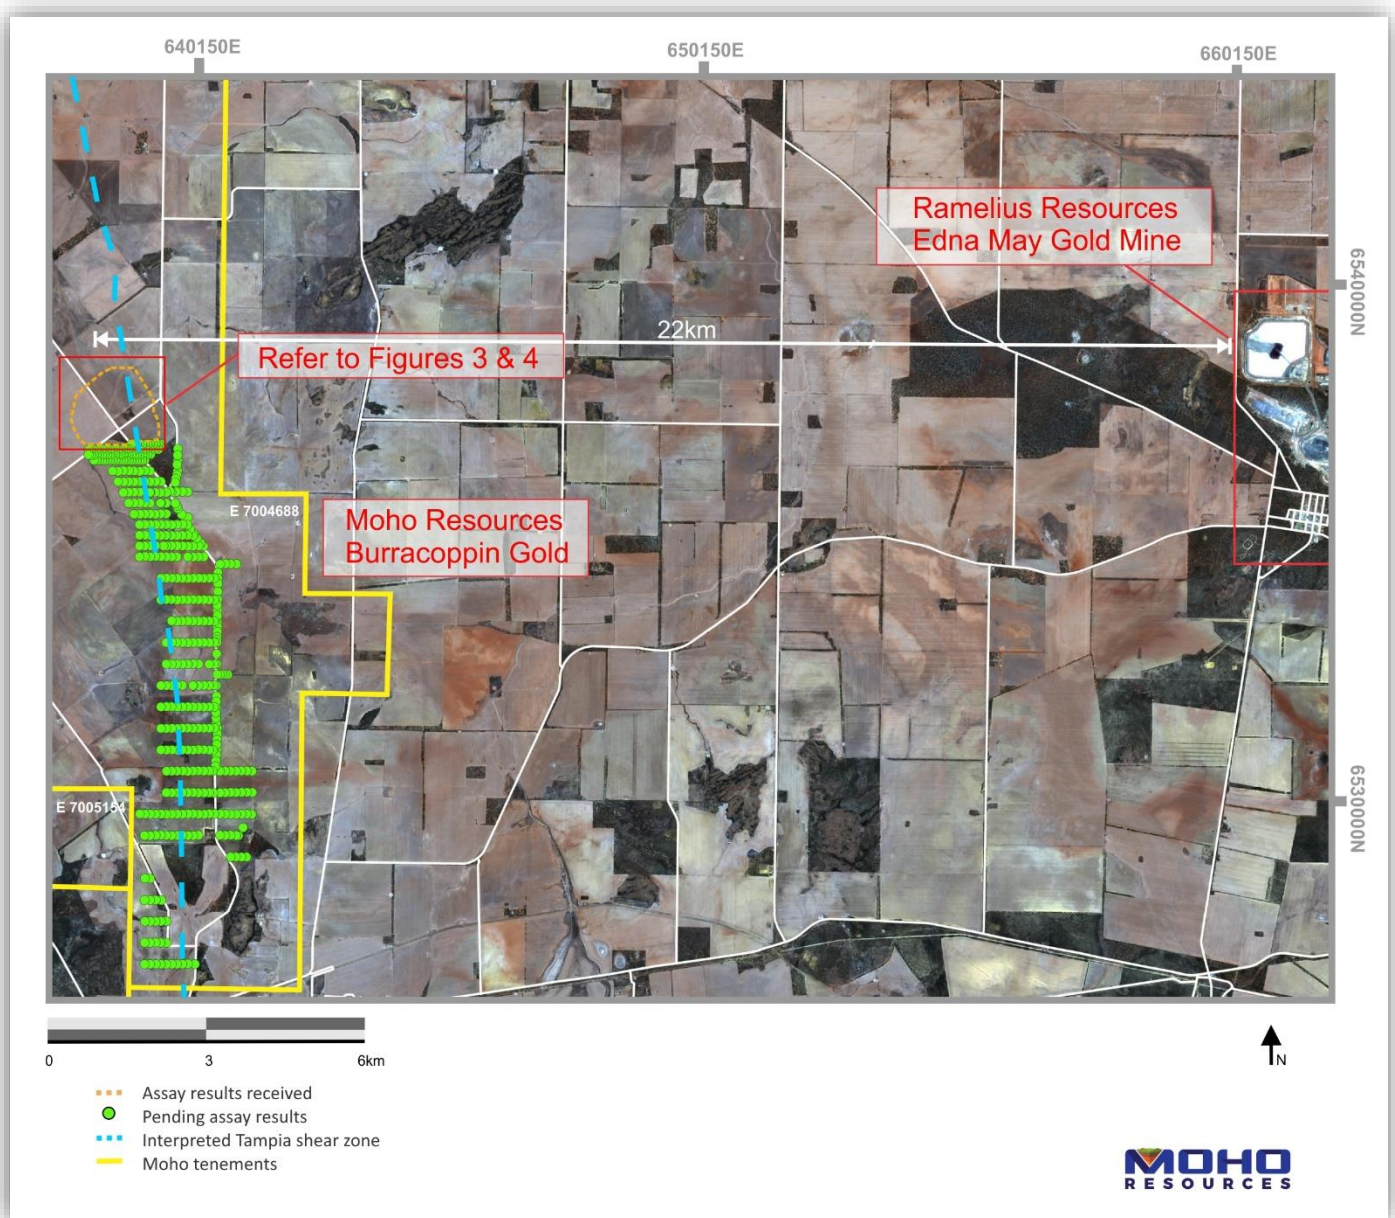 640150E
650150E
660150E
Ramelius Resources
Edna May Gold Mine
6540000N
22km
Refer to Figures 3 & 4
E 7004688
Moho Resources
Burracoppin Gold
E 7005154
6530000N
0
3
6km
N
Assay results received
Pending assay results
Interpreted Tampia shear zone
Moho tenements
MOHO
RESOURCES